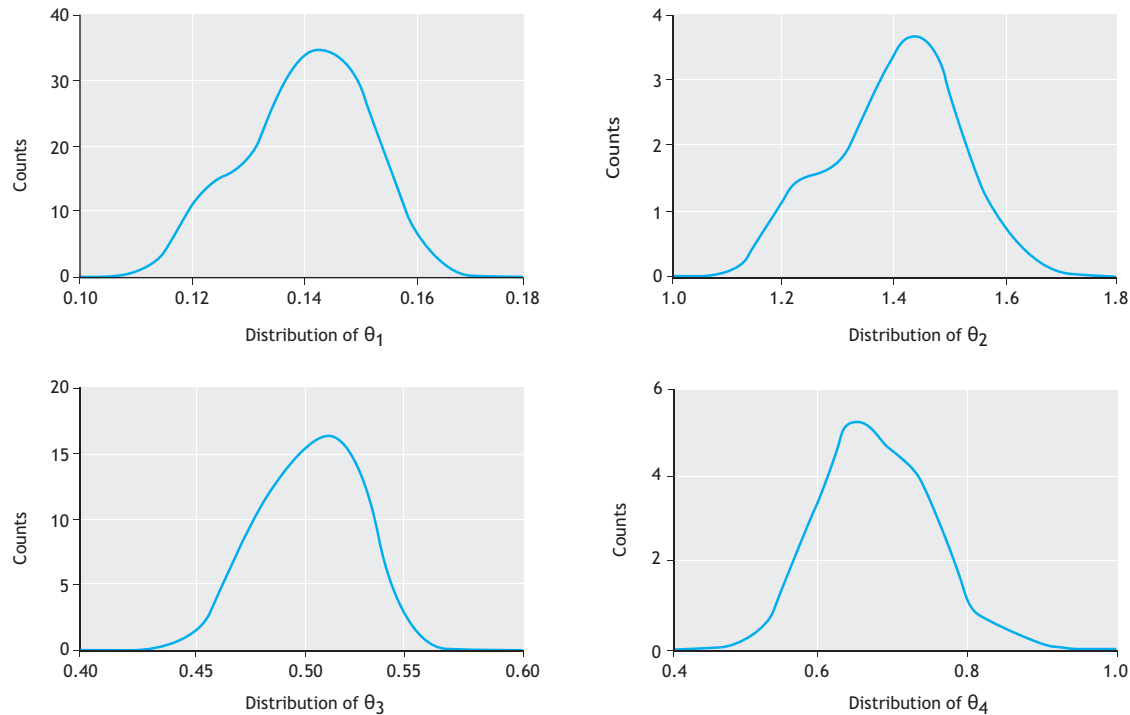 40
30
20
10
0
Counts
0.10 0.12 0.14 0.16 0.18
Distribution of θ1
4
3
2
1
0
Counts
1.0 1.2 1.4 1.6 1.8
Distribution of θ2
20
15
10
5
0
Counts
0.40 0.45 0.50 0.55 0.60
Distribution of θ3
6
4
2
0
Counts
0.4 0.6 0.8 1.0
Distribution of θ4